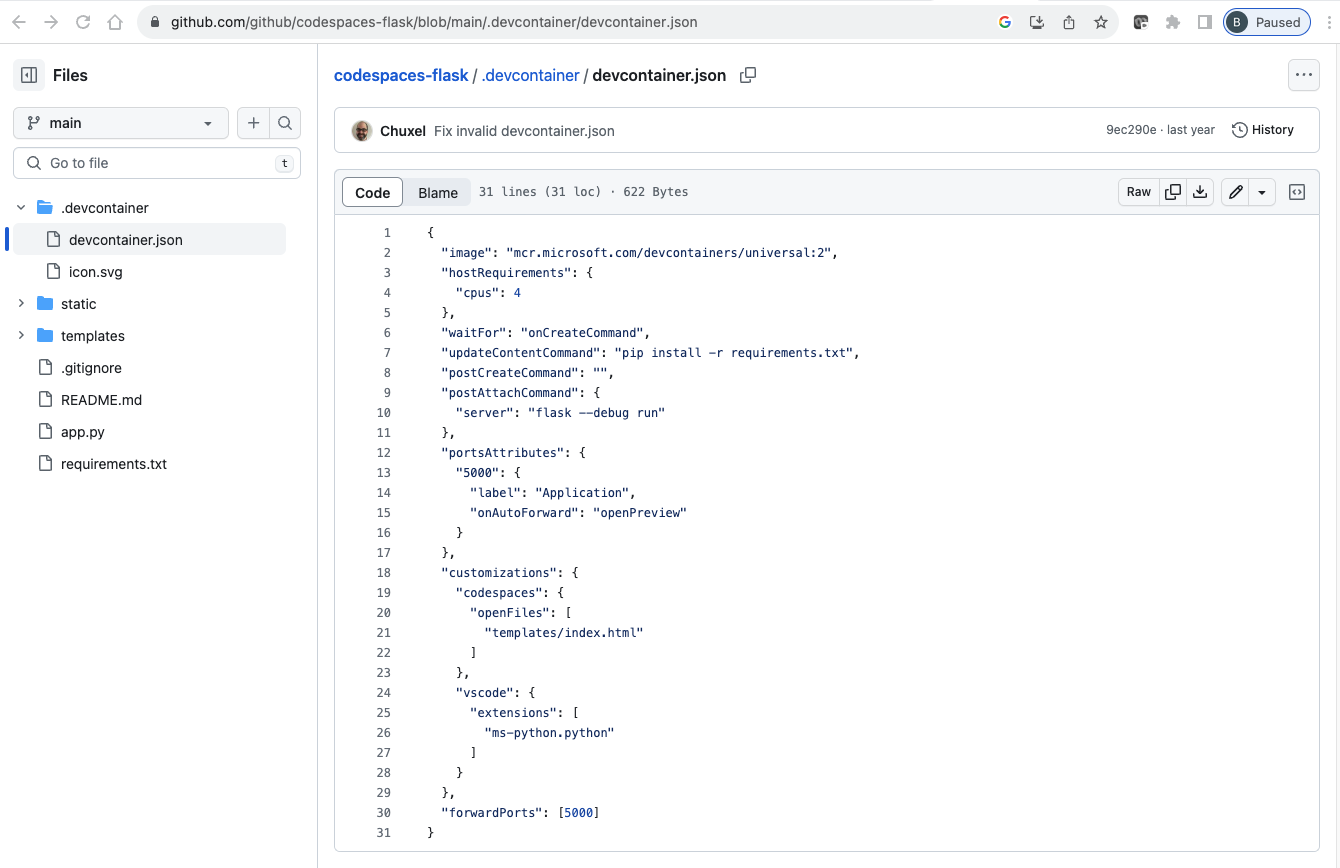 github.com/github/codespaces-flask/blob/main/.devcontainer/devcontainer.json
B Paused
Files
main
Go to file t
.devcontainer
devcontainer.json
icon.svg
static
templates
.gitignore
README.md
app.py
requirements.txt
codespaces-flask / .devcontainer / devcontainer.json
Chuxel Fix invalid devcontainer.json 9ec290e · last year History
Code Blame 31 lines (31 loc) · 622 Bytes Raw
1 {
2 "image": "mcr.microsoft.com/devcontainers/universal:2",
3 "hostRequirements": {
4 "cpus": 4
5 },
6 "waitFor": "onCreateCommand",
7 "updateContentCommand": "pip install -r requirements.txt",
8 "postCreateCommand": "",
9 "postAttachCommand": {
10 "server": "flask --debug run"
11 },
12 "portsAttributes": {
13 "5000": {
14 "label": "Application",
15 "onAutoForward": "openPreview"
16 }
17 },
18 "customizations": {
19 "codespaces": {
20 "openFiles": [
21 "templates/index.html"
22 ]
23 },
24 "vscode": {
25 "extensions": [
26 "ms-python.python"
27 ]
28 }
29 },
30 "forwardPorts": [5000]
31 }